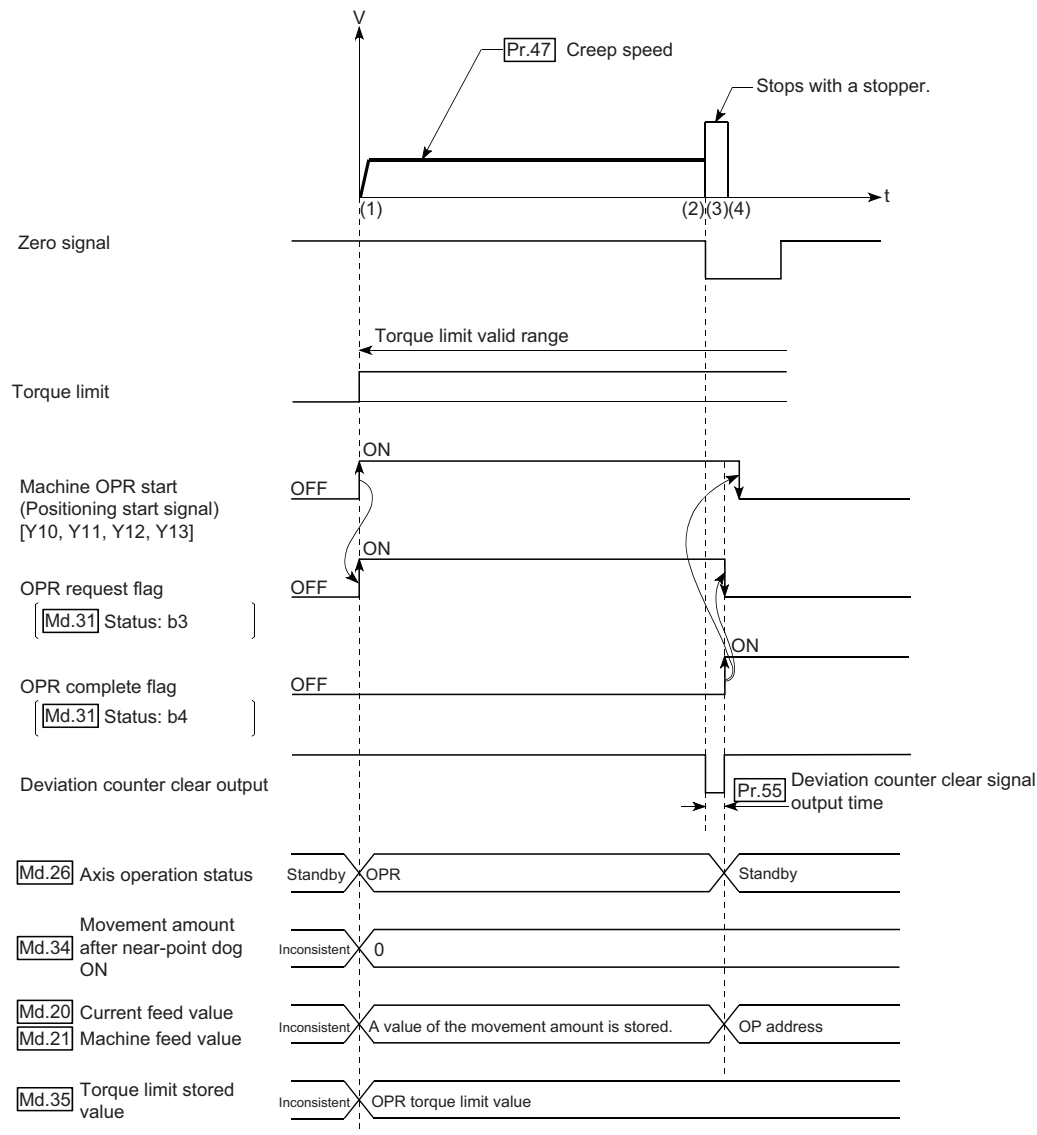 V
Pr.47 Creep speed
Stops with a stopper.
t
(1)
(2)(3)(4)
Zero signal
Torque limit valid range
Torque limit
ON
Machine OPR start
(Positioning start signal)
[Y10, Y11, Y12, Y13]
OFF
ON
OPR request flag
OFF
Md.31 Status: b3
ON
OPR complete flag
OFF
Md.31 Status: b4
Deviation counter clear output
Pr.55 Deviation counter clear signal
output time
Md.26 Axis operation status
Standby
OPR
Standby
Md.34 Movement amount
after near-point dog
ON
Inconsistent
0
Md.20 Current feed value
Md.21 Machine feed value
Inconsistent
A value of the movement amount is stored.
OP address
Md.35 Torque limit stored
value
Inconsistent
OPR torque limit value